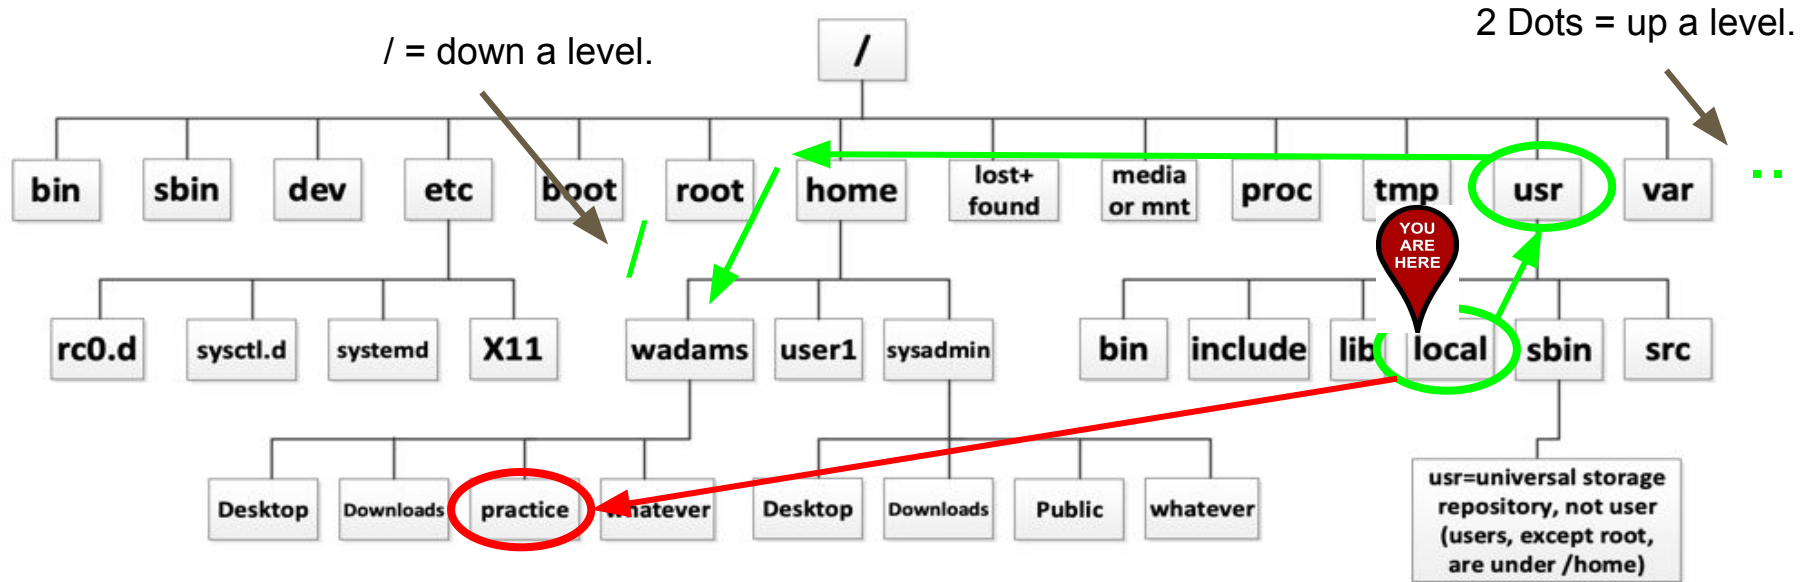 2 Dots = up a level.
/ = down a level.
/
bin
sbin
dev
etc
boot
root
home
lost+
found
media
or mnt
proc
tmp
usr
var
..
/
YOU
ARE
HERE
rc0.d
sysctl.d
systemd
X11
wadams
user1
sysadmin
bin
include
lib
local
sbin
src
Desktop
Downloads
practice
whatever
Desktop
Downloads
Public
whatever
usr=universal storage
repository, not user
(users, except root,
are under /home)